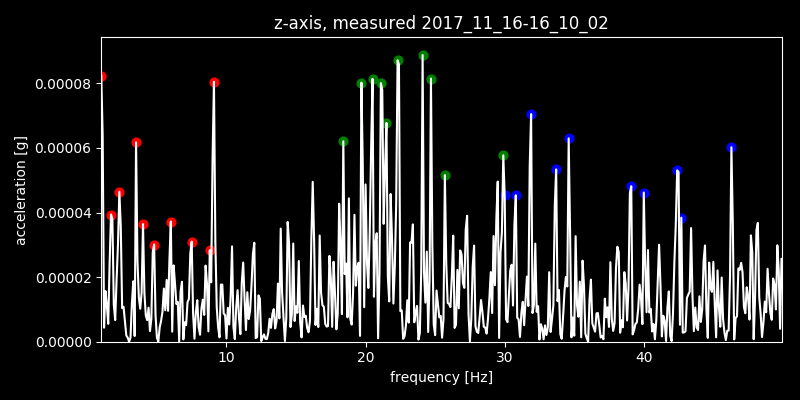 z-axis, measured 2017_11_16-16_10_02
acceleration [g]
0.00008
0.00006
0.00004
0.00002
0.00000
10 20 30 40
frequency [Hz]